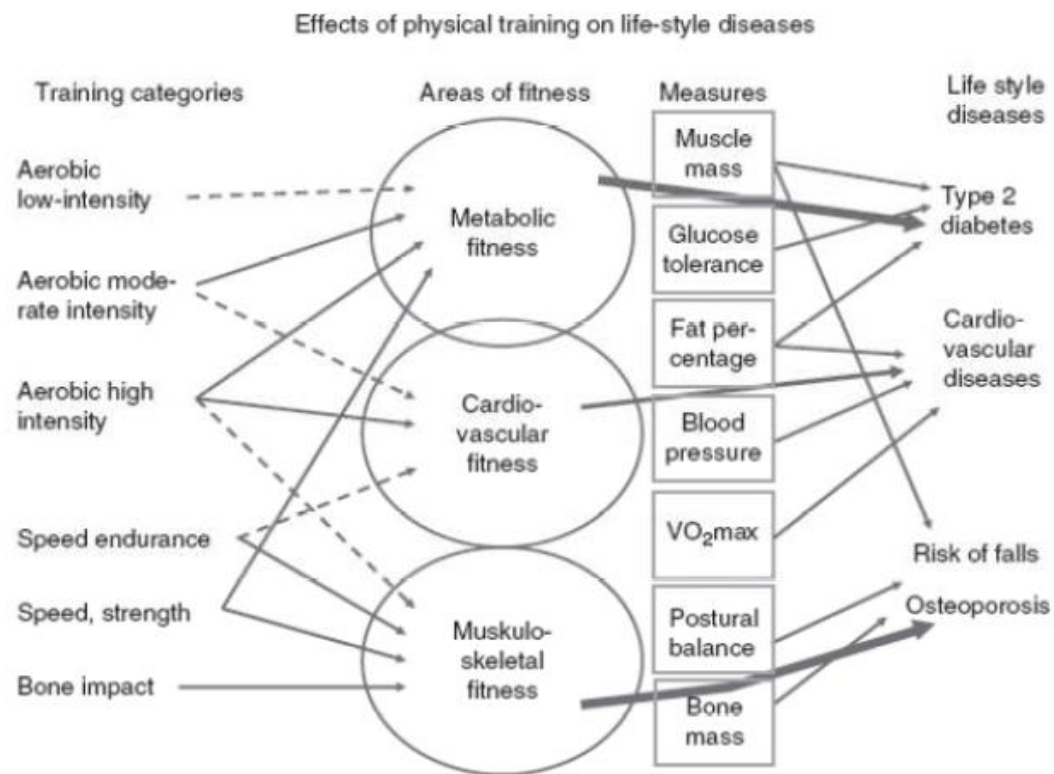 Effects of physical training on life-style diseases
Training categories
Areas of fitness
Measures
Life style
diseases
Aerobic
low-intensity
Aerobic mode-
rate intensity
Aerobic high
intensity
Speed endurance
Speed, strength
Bone impact
Metabolic
fitness
Cardio-
vascular
fitness
Muskulo-
skeletal
fitness
Muscle
mass
Glucose
tolerance
Fat per-
centage
Blood
pressure
VO₂max
Postural
balance
Bone
mass
Type 2
diabetes
Cardio-
vascular
diseases
Risk of falls
Osteoporosis